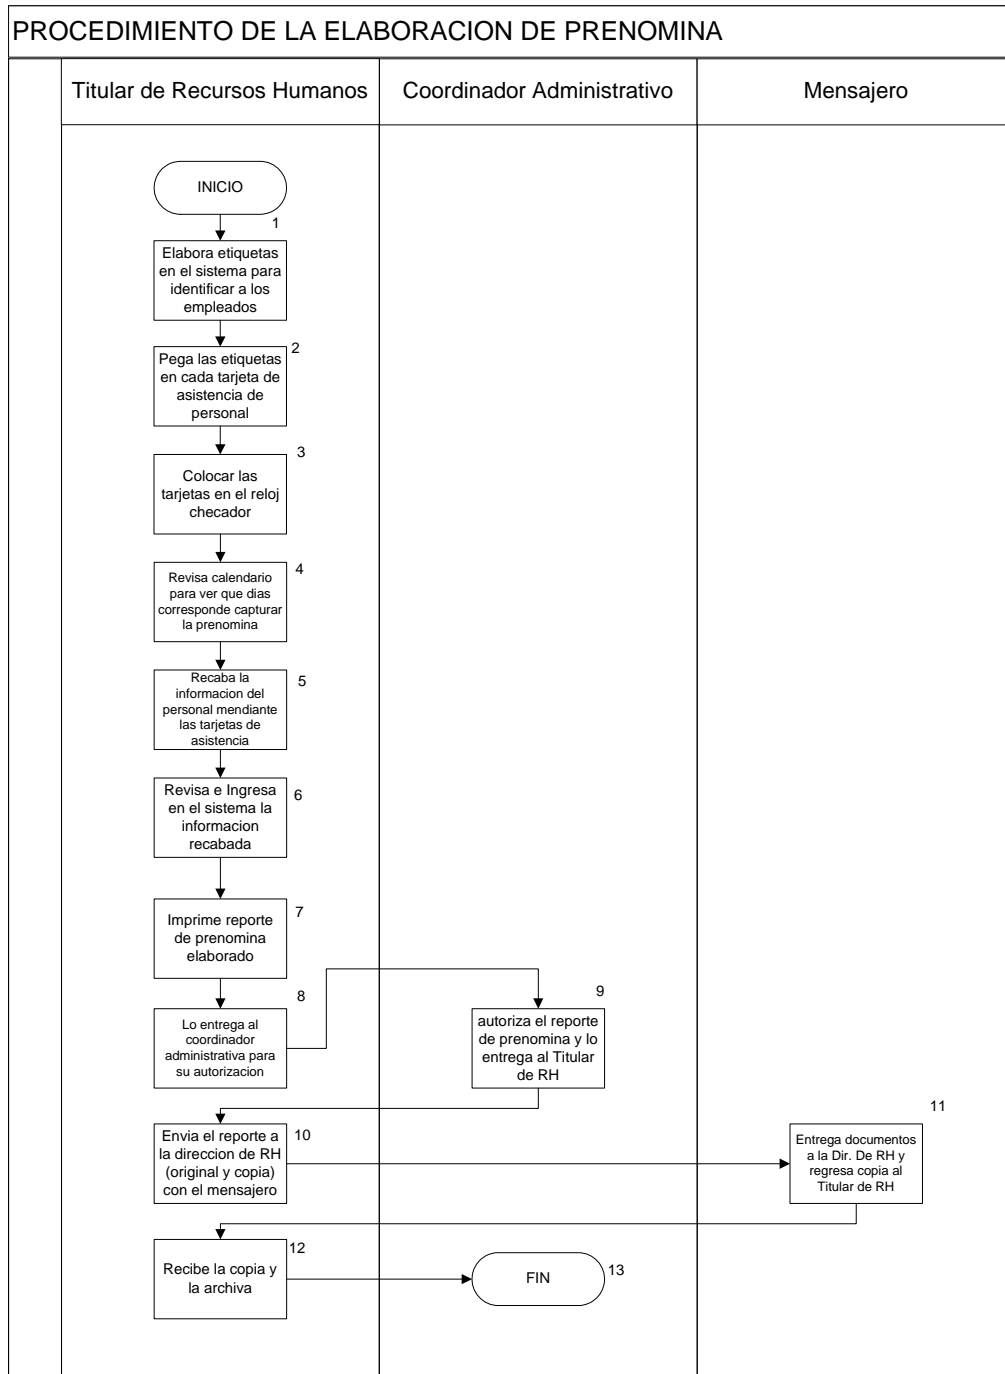 PROCEDIMIENTO DE LA ELABORACION DE PRENOMINA
Titular de Recursos Humanos
Coordinador Administrativo
Mensajero
INICIO
1
Elabora etiquetas
en el sistema para
identificar a los
empleados
2
Pega las etiquetas
en cada tarjeta de
asistencia de
personal
3
Colocar las
tarjetas en el reloj
checador
4
Revisa calendario
para ver que dias
corresponde capturar
la prenomina
5
Recaba la
informacion del
personal mendiante
las tarjetas de
asistencia
6
Revisa e Ingresa
en el sistema la
informacion
recabada
7
Imprime reporte
de prenomina
elaborado
8
Lo entrega al
coordinador
administrativa para
su autorizacion
9
autoriza el reporte
de prenomina y lo
entrega al Titular
de RH
10
Envia el reporte a
la direccion de RH
(original y copia)
con el mensajero
11
Entrega documentos
a la Dir. De RH y
regresa copia al
Titular de RH
12
Recibe la copia y
la archiva
FIN
13